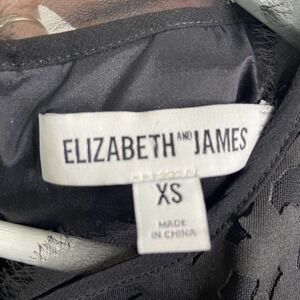 ELIZABETH AND JAMES
XS
MADE
IN CHINA